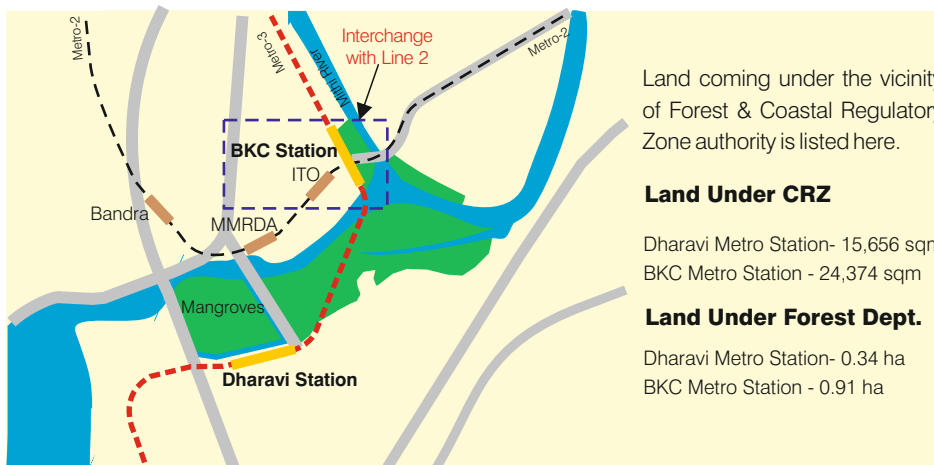 Metro-2
Metro-3
Mithi River
Interchange
with Line 2
Metro-2
BKC Station
ITO
Bandra
MMRDA
Mangroves
Dharavi Station
Land coming under the vicinity
of Forest & Coastal Regulatory
Zone authority is listed here.
Land Under CRZ
Dharavi Metro Station- 15,656 sqm
BKC Metro Station - 24,374 sqm
Land Under Forest Dept.
Dharavi Metro Station- 0.34 ha
BKC Metro Station - 0.91 ha